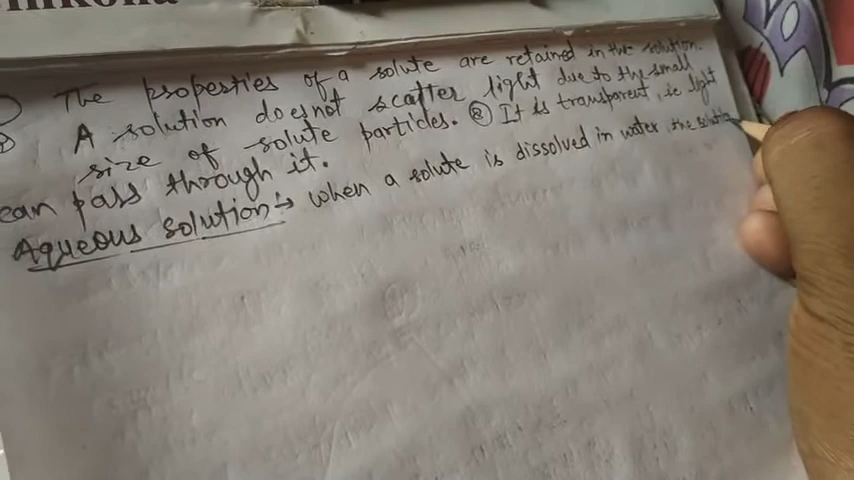 The properties of a solute are retained in the solution.
A solution does not scatter light due to the small
size of solute particles. ⑧ It is transparent, ie light
can pass through it.
Aqueous solution:→ when a solute is dissolved in water, the solutio